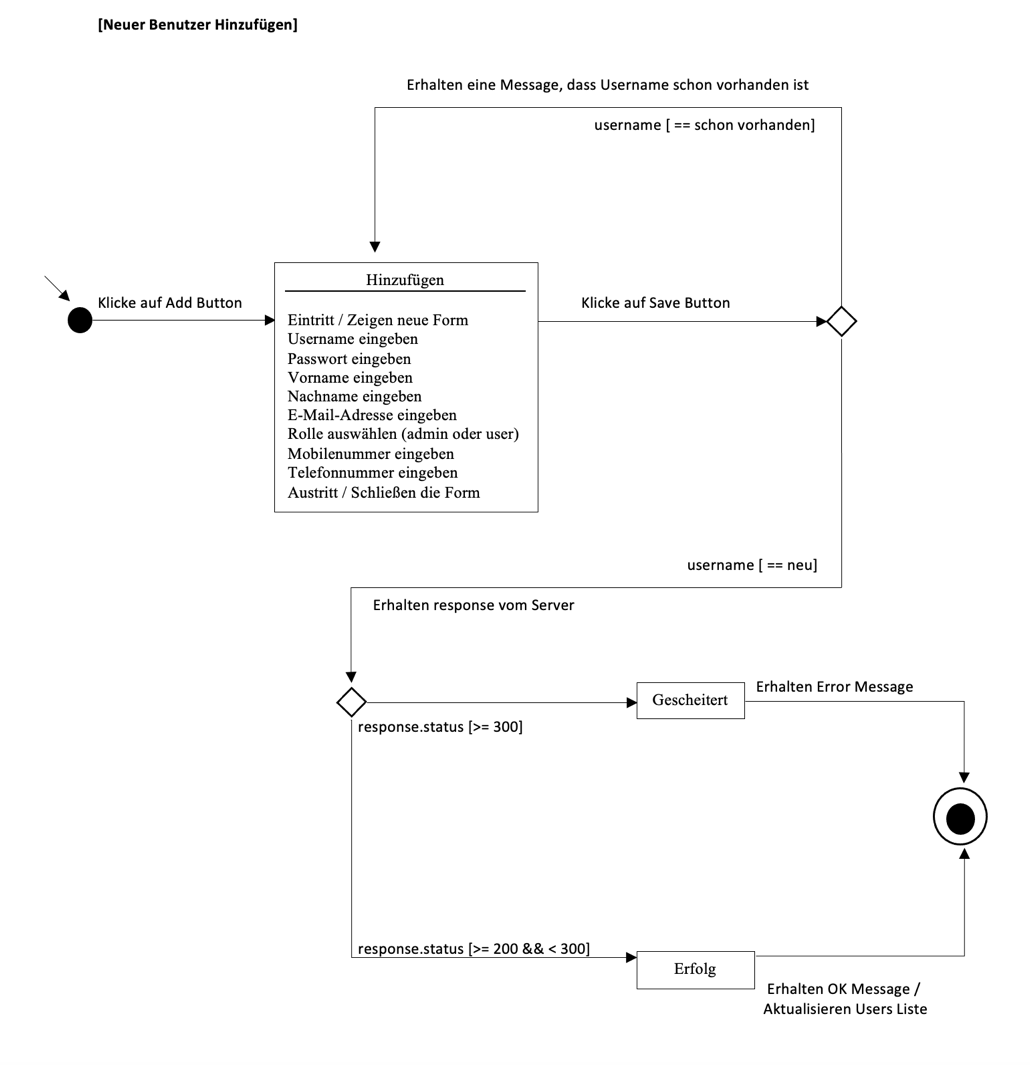 [Neuer Benutzer Hinzufügen]
Erhalten eine Message, dass Username schon vorhanden ist
username [ == schon vorhanden]
Klicke auf Add Button
Hinzufügen
Eintritt / Zeigen neue Form
Username eingeben
Passwort eingeben
Vorname eingeben
Nachname eingeben
E-Mail-Adresse eingeben
Rolle auswählen (admin oder user)
Mobilenummer eingeben
Telefonnummer eingeben
Austritt / Schließen die Form
Klicke auf Save Button
username [ == neu]
Erhalten response vom Server
response.status [>= 300]
Gescheitert
Erhalten Error Message
response.status [>= 200 && < 300]
Erfolg
Erhalten OK Message /
Aktualisieren Users Liste